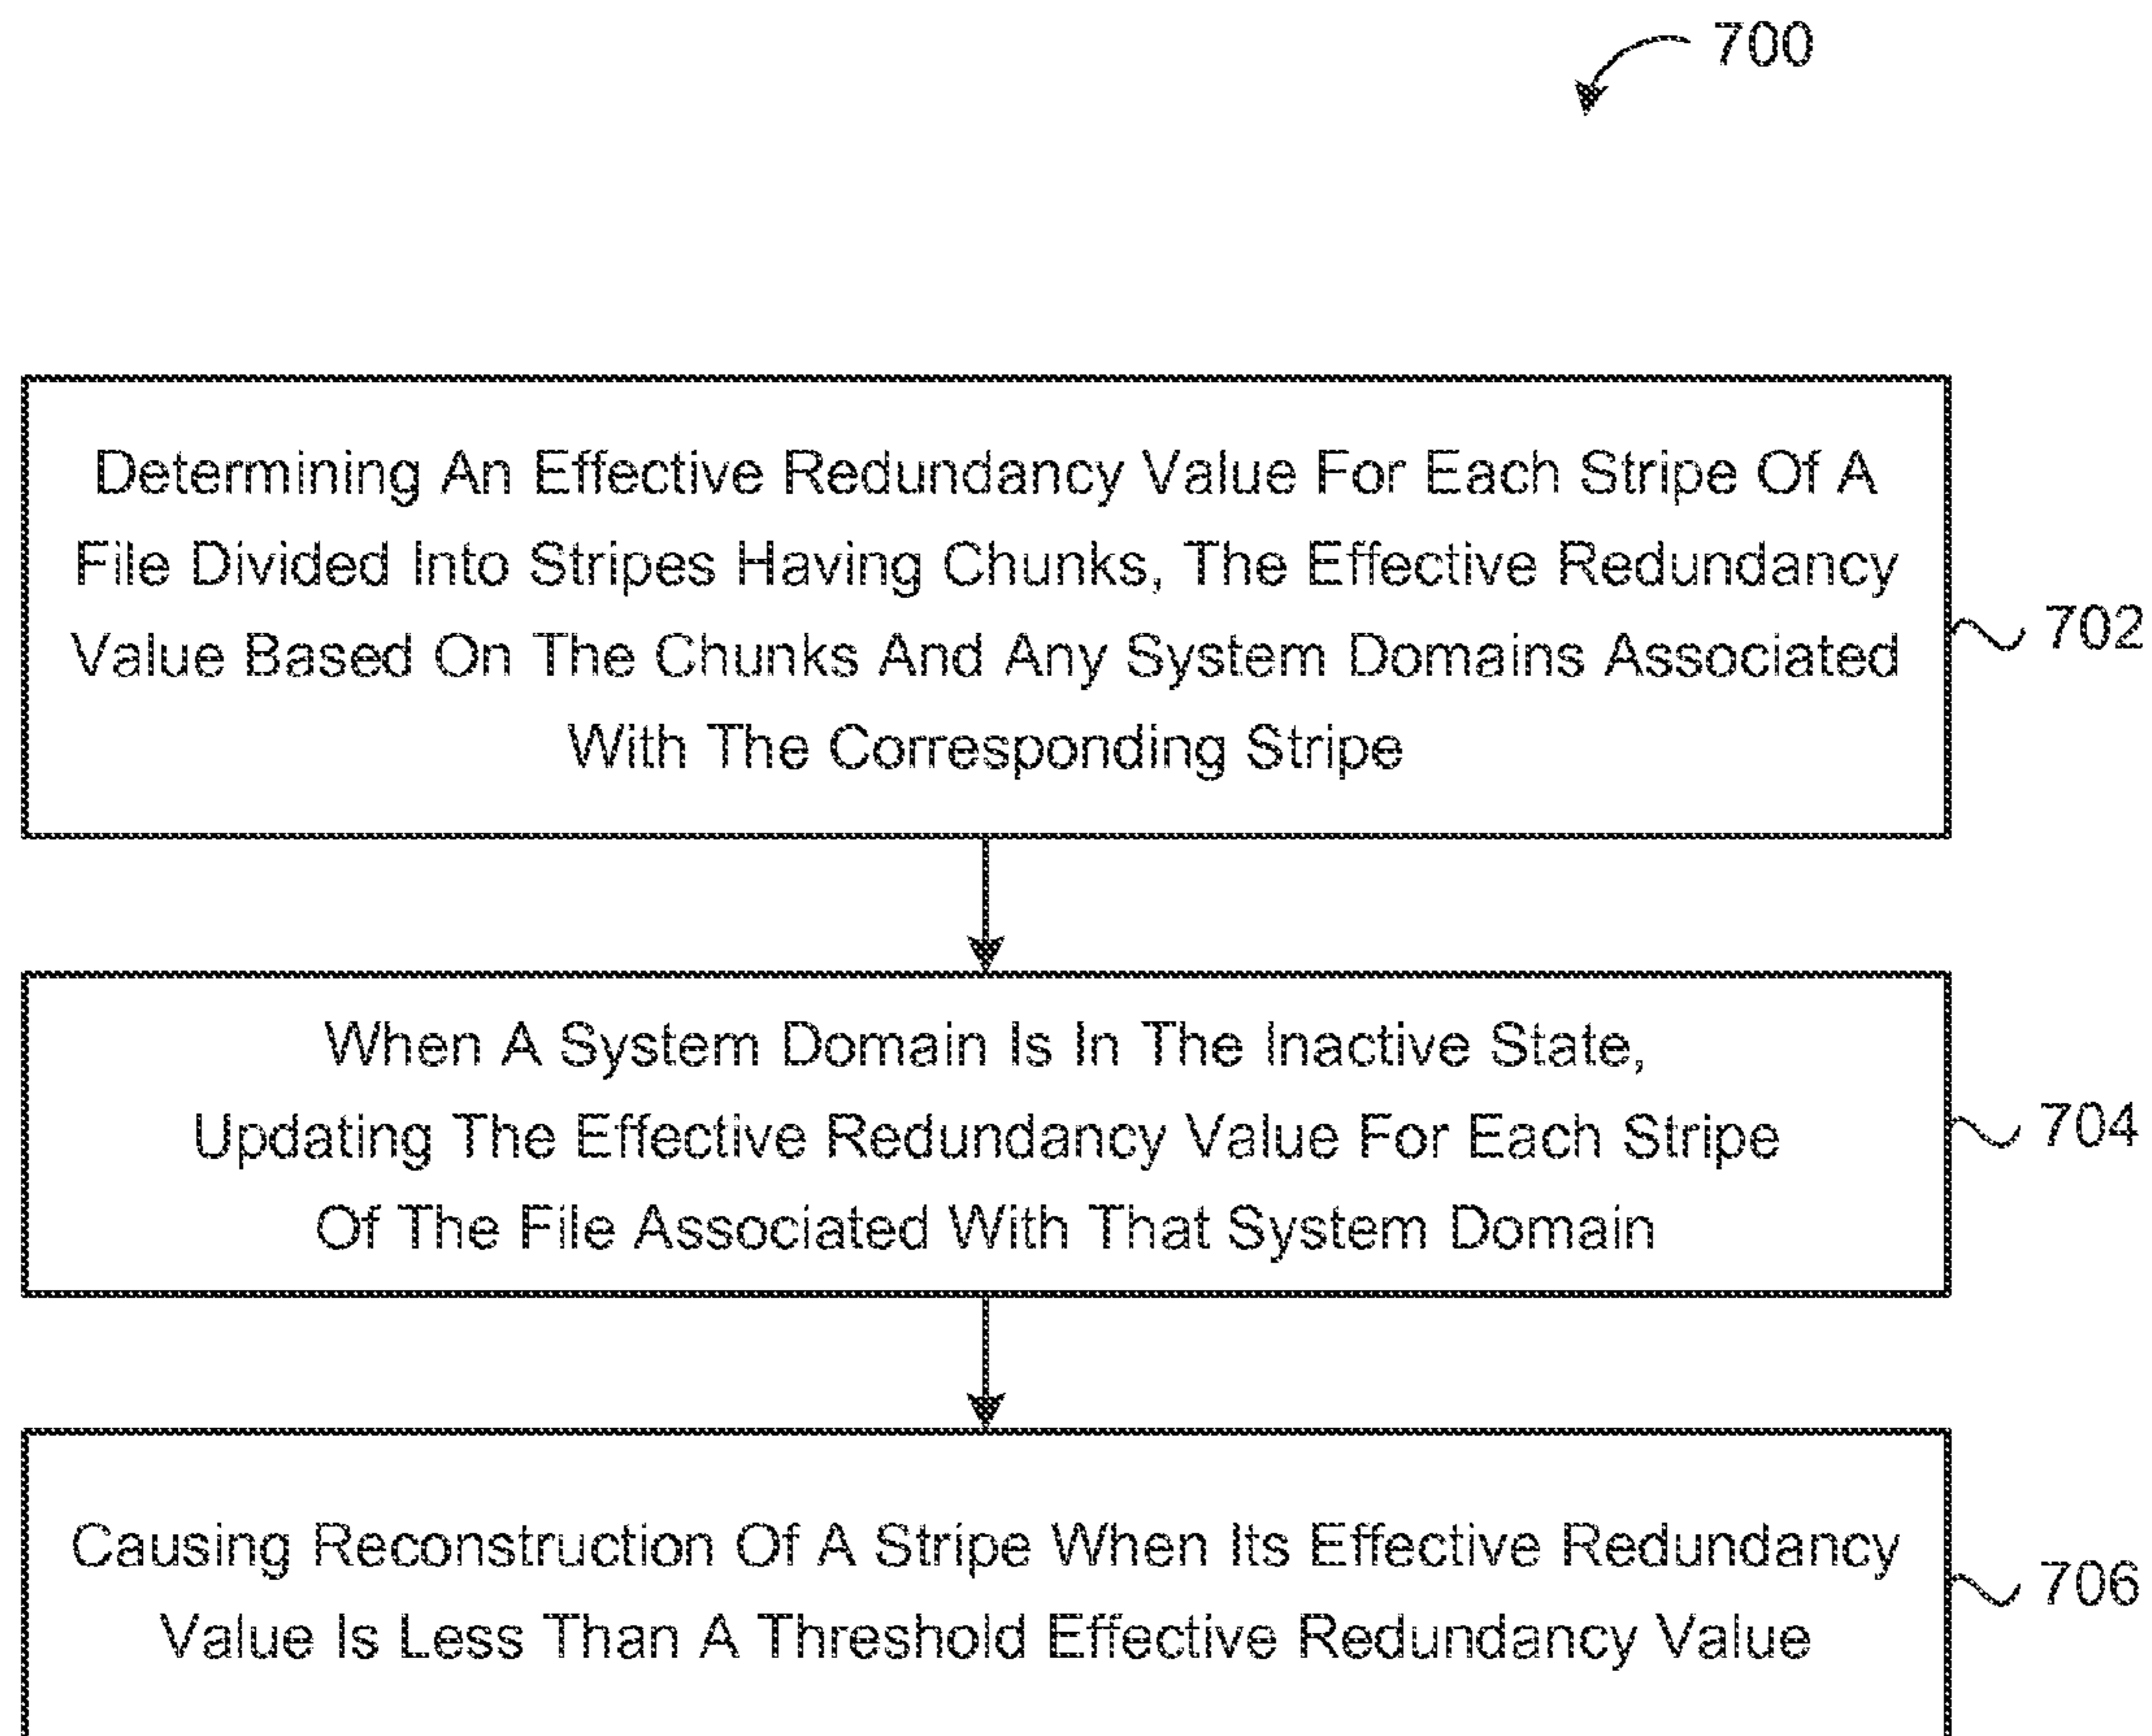 700
Determining An Effective Redundancy Value For Each Stripe Of A
File Divided Into Stripes Having Chunks, The Effective Redundancy
Value Based On The Chunks And Any System Domains Associated
With The Corresponding Stripe
702
When A System Domain Is In The Inactive State,
Updating The Effective Redundancy Value For Each Stripe
Of The File Associated With That System Domain
704
Causing Reconstruction Of A Stripe When Its Effective Redundancy
Value Is Less Than A Threshold Effective Redundancy Value
706